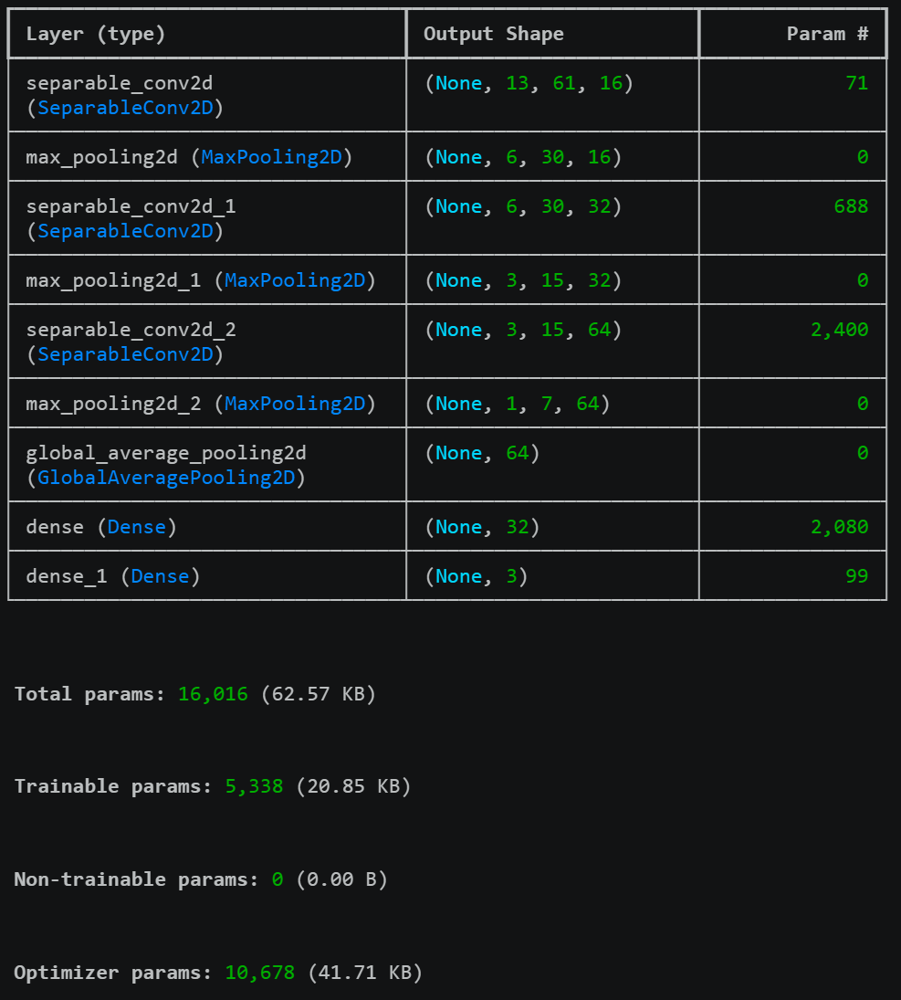 Layer (type) Output Shape Param #
separable_conv2d (None, 13, 61, 16) 71
(SeparableConv2D)
max_pooling2d (MaxPooling2D) (None, 6, 30, 16) 0
separable_conv2d_1 (None, 6, 30, 32) 688
(SeparableConv2D)
max_pooling2d_1 (MaxPooling2D) (None, 3, 15, 32) 0
separable_conv2d_2 (None, 3, 15, 64) 2,400
(SeparableConv2D)
max_pooling2d_2 (MaxPooling2D) (None, 1, 7, 64) 0
global_average_pooling2d (None, 64) 0
(GlobalAveragePooling2D)
dense (Dense) (None, 32) 2,080
dense_1 (Dense) (None, 3) 99
Total params: 16,016 (62.57 KB)
Trainable params: 5,338 (20.85 KB)
Non-trainable params: 0 (0.00 B)
Optimizer params: 10,678 (41.71 KB)